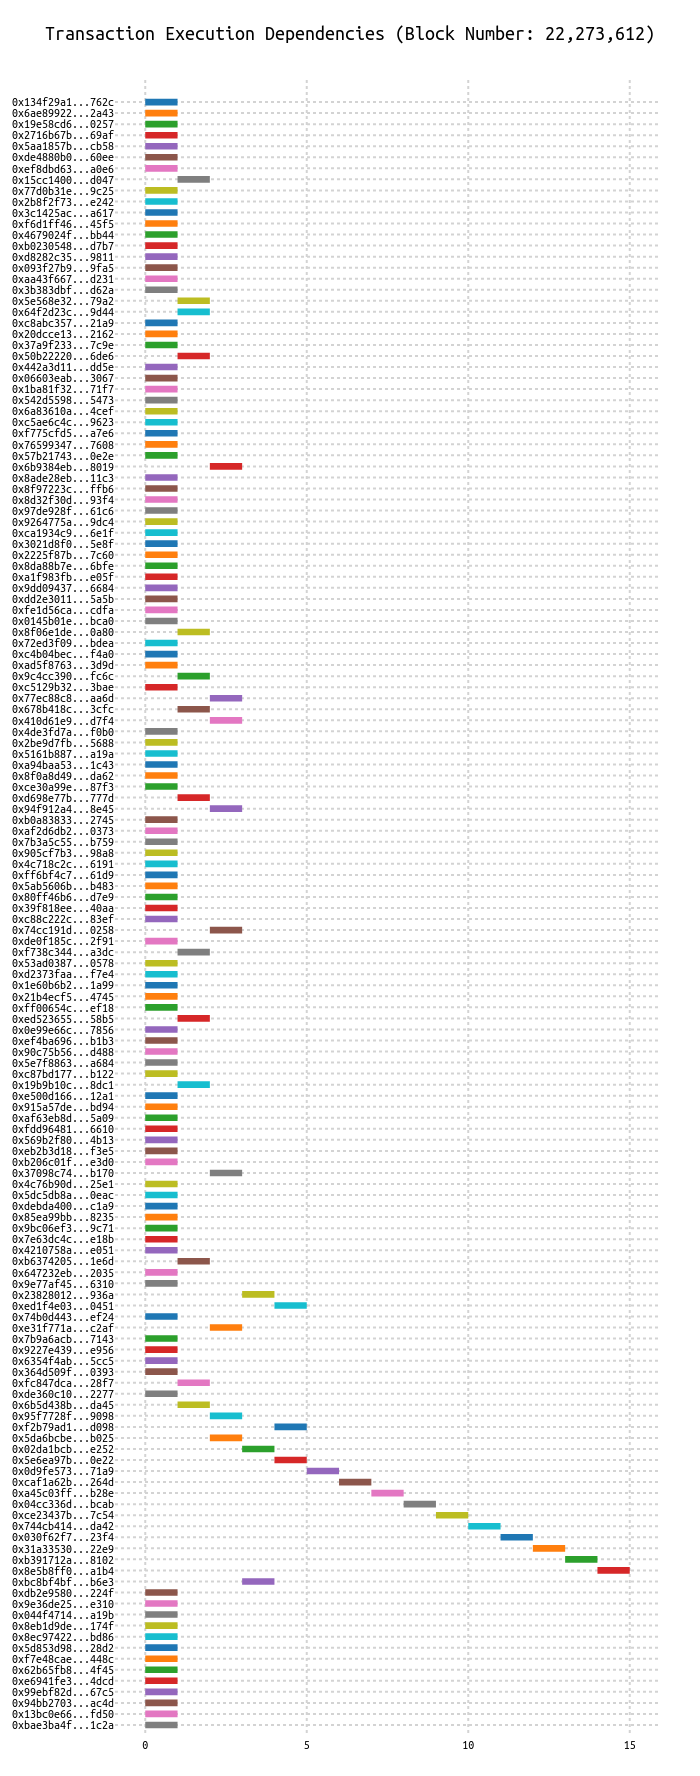 Transaction Execution Dependencies (Block Number: 22,273,612)
0x134f29a1...762c
0x6ae89922...2a43
0x19e58cd6...0257
0x2716b67b...69af
0x5aa1857b...cb58
0xde4880b0...60ee
0xef8dbd63...a0e6
0x15cc1400...d047
0x77d0b31e...9c25
0x2b8f2f73...e242
0x3c1425ac...a617
0xf6d1ff46...45f5
0x4679024f...bb44
0xb0230548...d7b7
0xd8282c35...9811
0x093f27b9...9fa5
0xaa43f667...d231
0x3b383dbf...d62a
0x5e568e32...79a2
0x64f2d23c...9d44
0xc8abc357...21a9
0x20dcce13...2162
0x37a9f233...7c9e
0x50b22220...6de6
0x442a3d11...dd5e
0x06603eab...3067
0x1ba81f32...71f7
0x542d5598...5473
0x6a83610a...4cef
0xc5ae6c4c...9623
0xf775cfd5...a7e6
0x76599347...7608
0x57b21743...0e2e
0x6b9384eb...8019
0x8ade28eb...11c3
0x8f97223c...ffb6
0x8d32f30d...93f4
0x97de928f...61c6
0x9264775a...9dc4
0xca1934c9...6e1f
0x3021d8f0...5e8f
0x2225f87b...7c60
0x8da88b7e...6bfe
0xa1f983fb...e05f
0x9dd09437...6684
0xdd2e3011...5a5b
0xfe1d56ca...cdfa
0x0145b01e...bca0
0x8f06e1de...0a80
0x72ed3f09...bdea
0xc4b04bec...f4a0
0xad5f8763...3d9d
0x9c4cc390...fc6c
0xc5129b32...3bae
0x77ec88c8...aa6d
0x678b418c...3cfc
0x410d61e9...d7f4
0x4de3fd7a...f0b0
0x2be9d7fb...5688
0x5161b887...a19a
0xa94baa53...1c43
0x8f0a8d49...da62
0xce30a99e...87f3
0xd698e77b...777d
0x94f912a4...8e45
0xb0a83833...2745
0xaf2d6db2...0373
0x7b3a5c55...b759
0x905cf7b3...98a8
0x4c718c2c...6191
0xff6bf4c7...61d9
0x5ab5606b...b483
0x80ff46b6...d7e9
0x39f818ee...40aa
0xc88c222c...83ef
0x74cc191d...0258
0xde0f185c...2f91
0xf738c344...a3dc
0x53ad0387...0578
0xd2373faa...f7e4
0x1e60b6b2...1a99
0x21b4ecf5...4745
0xff00654c...ef18
0xed523655...58b5
0x0e99e66c...7856
0xef4ba696...b1b3
0x90c75b56...d488
0x5e7f8863...a684
0xc87bd177...b122
0x19b9b10c...8dc1
0xe500d166...12a1
0x915a57de...bd94
0xaf63eb8d...5a09
0xfdd96481...6610
0x569b2f80...4b13
0xeb2b3d18...f3e5
0xb206c01f...e3d0
0x37098c74...b170
0x4c76b90d...25e1
0x5dc5db8a...0eac
0xdebda400...c1a9
0x85ea99bb...8235
0x9bc06ef3...9c71
0x7e63dc4c...e18b
0x4210758a...e051
0xb6374205...1e6d
0x647232eb...2035
0x9e77af45...6310
0x23828012...936a
0xed1f4e03...0451
0x74b0d443...ef24
0xe31f771a...c2af
0x7b9a6acb...7143
0x9227e439...e956
0x6354f4ab...5cc5
0x364d509f...0393
0xfc847dca...28f7
0xde360c10...2277
0x6b5d438b...da45
0x95f7728f...9098
0xf2b79ad1...d098
0x5da6bcbe...b025
0x02da1bcb...e252
0x5e6ea97b...0e22
0x0d9fe573...71a9
0xcaf1a62b...264d
0xa45c03ff...b28e
0x04cc336d...bcab
0xce23437b...7c54
0x744cb414...da42
0x030f62f7...23f4
0x31a33530...22e9
0xb391712a...8102
0x8e5b8ff0...a1b4
0xbc8bf4bf...b6e3
0xdb2e9580...224f
0x9e36de25...e310
0x044f4714...a19b
0x8eb1d9de...174f
0x8ec97422...bd86
0x5d853d98...28d2
0xf7e48cae...448c
0x62b65fb8...4f45
0xe6941fe3...4dcd
0x99ebf82d...67c5
0x94bb2703...ac4d
0x13bc0e66...fd50
0xbae3ba4f...1c2a
0 5 10 15